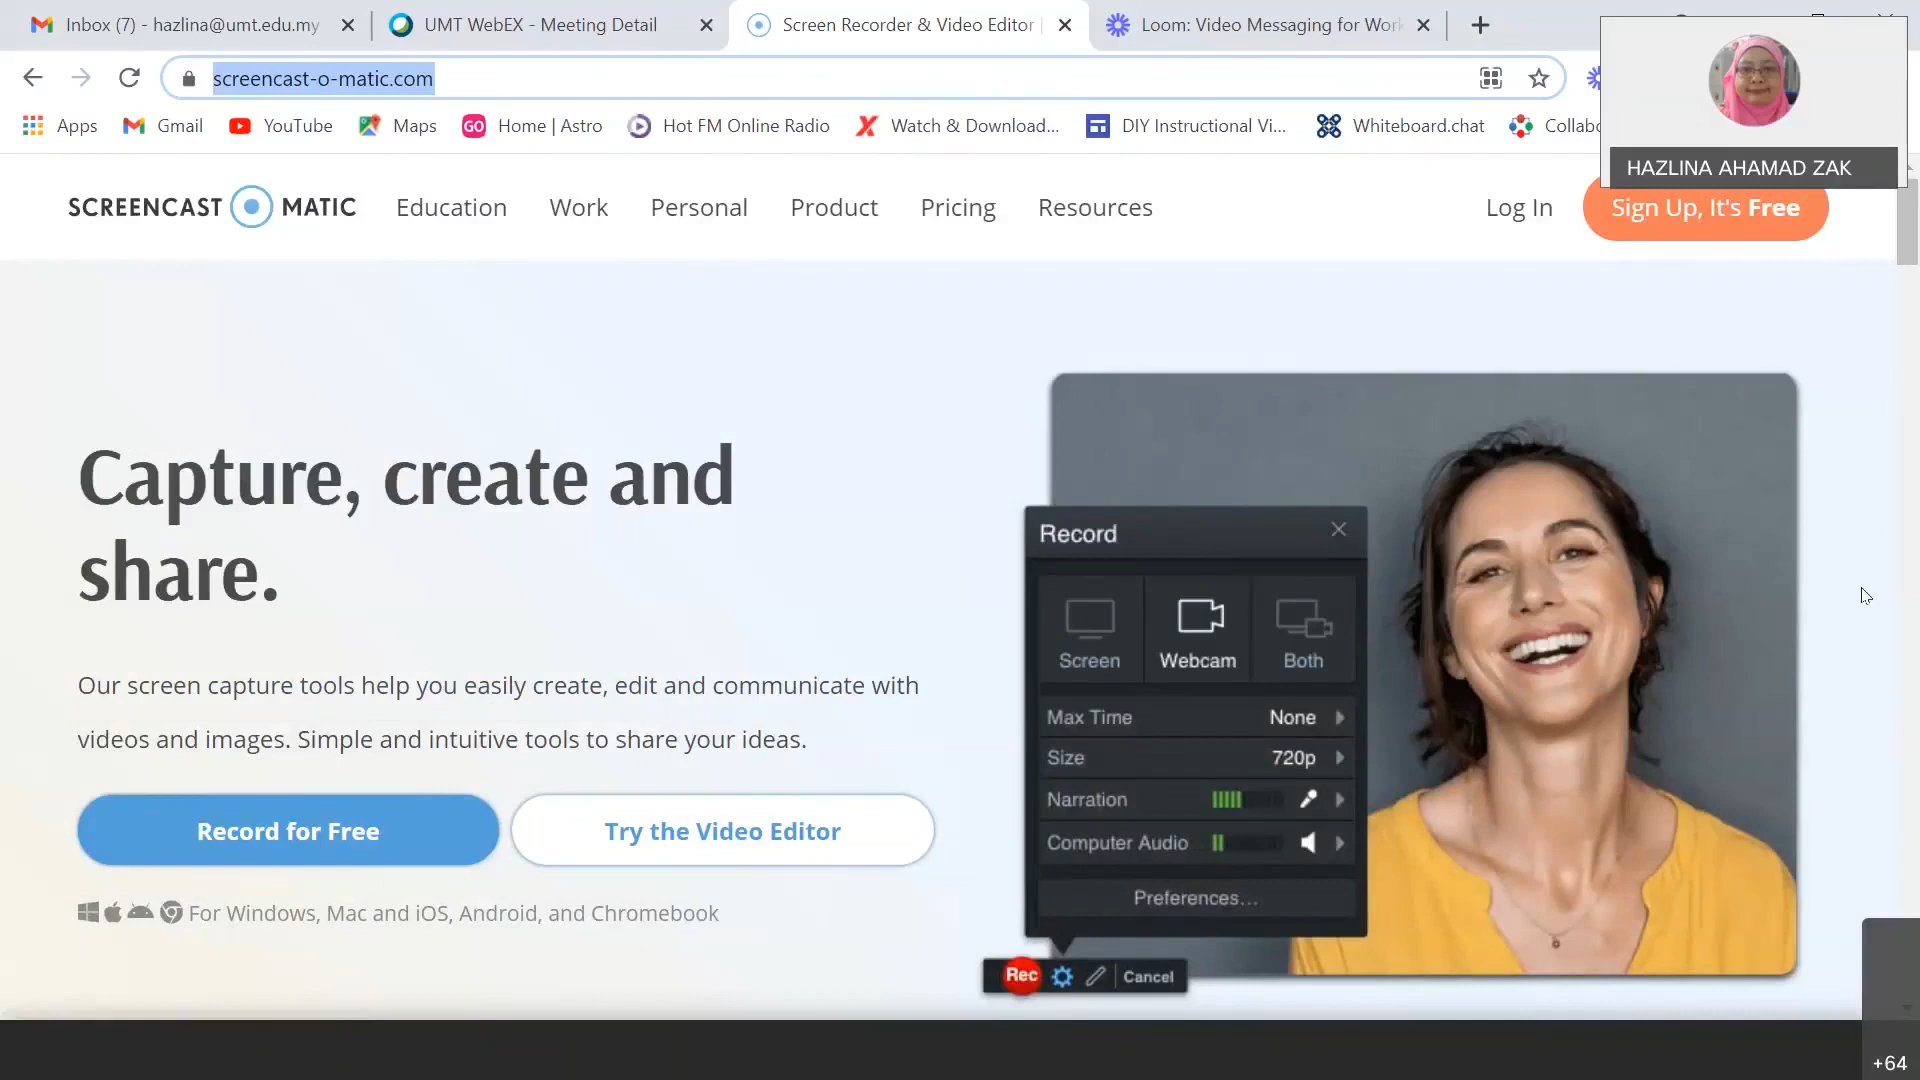 Inbox (7) - hazlina@umt.edu.my
UMT WebEX - Meeting Detail
Screen Recorder & Video Editor |
Loom: Video Messaging for Work
screencast-o-matic.com
Apps
Gmail
YouTube
Maps
GO
Home | Astro
Hot FM Online Radio
Watch & Download...
DIY Instructional Vi...
Whiteboard.chat
HAZLINA AHAMAD ZAK
SCREENCAST O MATIC
Education
Work
Personal
Product
Pricing
Resources
Log In
Sign Up, It's Free
Capture, create and
share.
Our screen capture tools help you easily create, edit and communicate with
videos and images. Simple and intuitive tools to share your ideas.
Record for Free
Try the Video Editor
For Windows, Mac and iOS, Android, and Chromebook
Record
Screen
Webcam
Both
Max Time None
Size 720p
Narration
Computer Audio
Preferences...
Rec
Cancel
+64